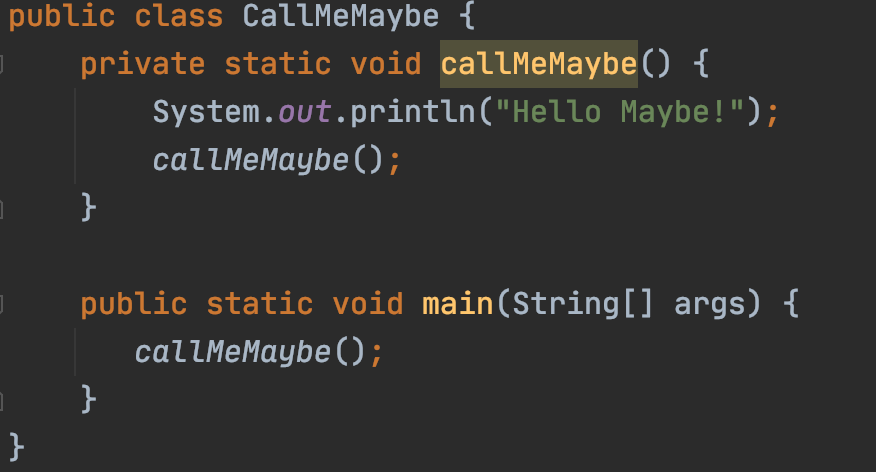 public class CallMeMaybe {
    private static void callMeMaybe() {
        System.out.println("Hello Maybe!");
        callMeMaybe();
    }

    public static void main(String[] args) {
       callMeMaybe();
    }
}